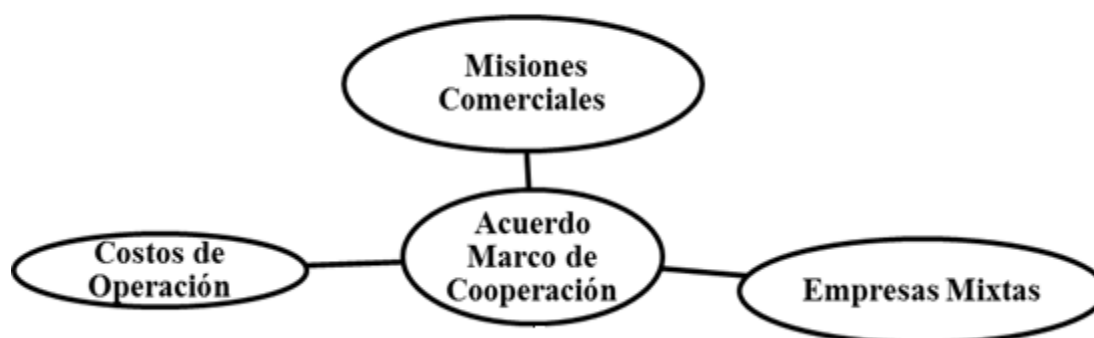 Misiones
Comerciales
Acuerdo
Marco de
Cooperación
Costos de
Operación
Empresas Mixtas